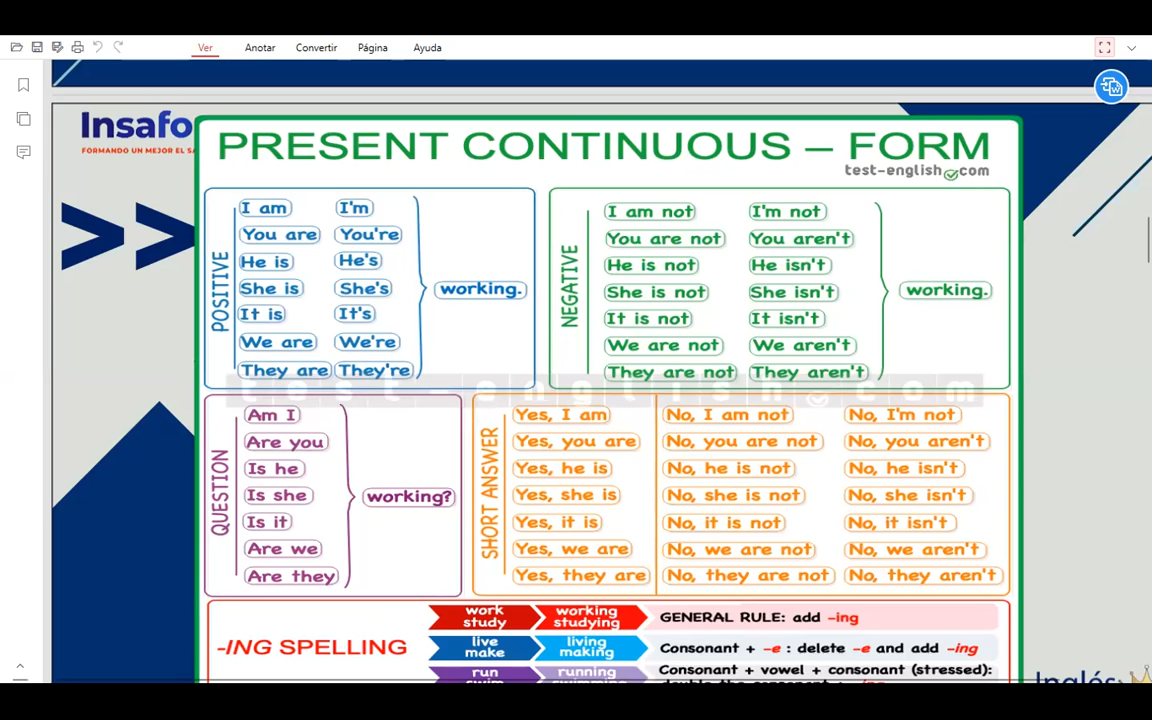 Ver Anotar Convertir Página Ayuda
Insafo
FORMANDO UN MEJOR EL SA
PRESENT CONTINUOUS – FORM
test-english com
POSITIVE
I am I'm
You are You're
He is He's
She is She's
It is It's
We are We're
They are They're
working.
NEGATIVE
I am not I'm not
You are not You aren't
He is not He isn't
She is not She isn't
It is not It isn't
We are not We aren't
They are not They aren't
working.
test-english com
QUESTION
Am I
Are you
Is he
Is she
Is it
Are we
Are they
working?
SHORT ANSWER
Yes, I am No, I am not No, I'm not
Yes, you are No, you are not No, you aren't
Yes, he is No, he is not No, he isn't
Yes, she is No, she is not No, she isn't
Yes, it is No, it is not No, it isn't
Yes, we are No, we are not No, we aren't
Yes, they are No, they are not No, they aren't
-ING SPELLING
work working
study studying
GENERAL RULE: add -ing
live living
make making
Consonant + -e : delete -e and add -ing
run running
Consonant + vowel + consonant (stressed):
Inglés